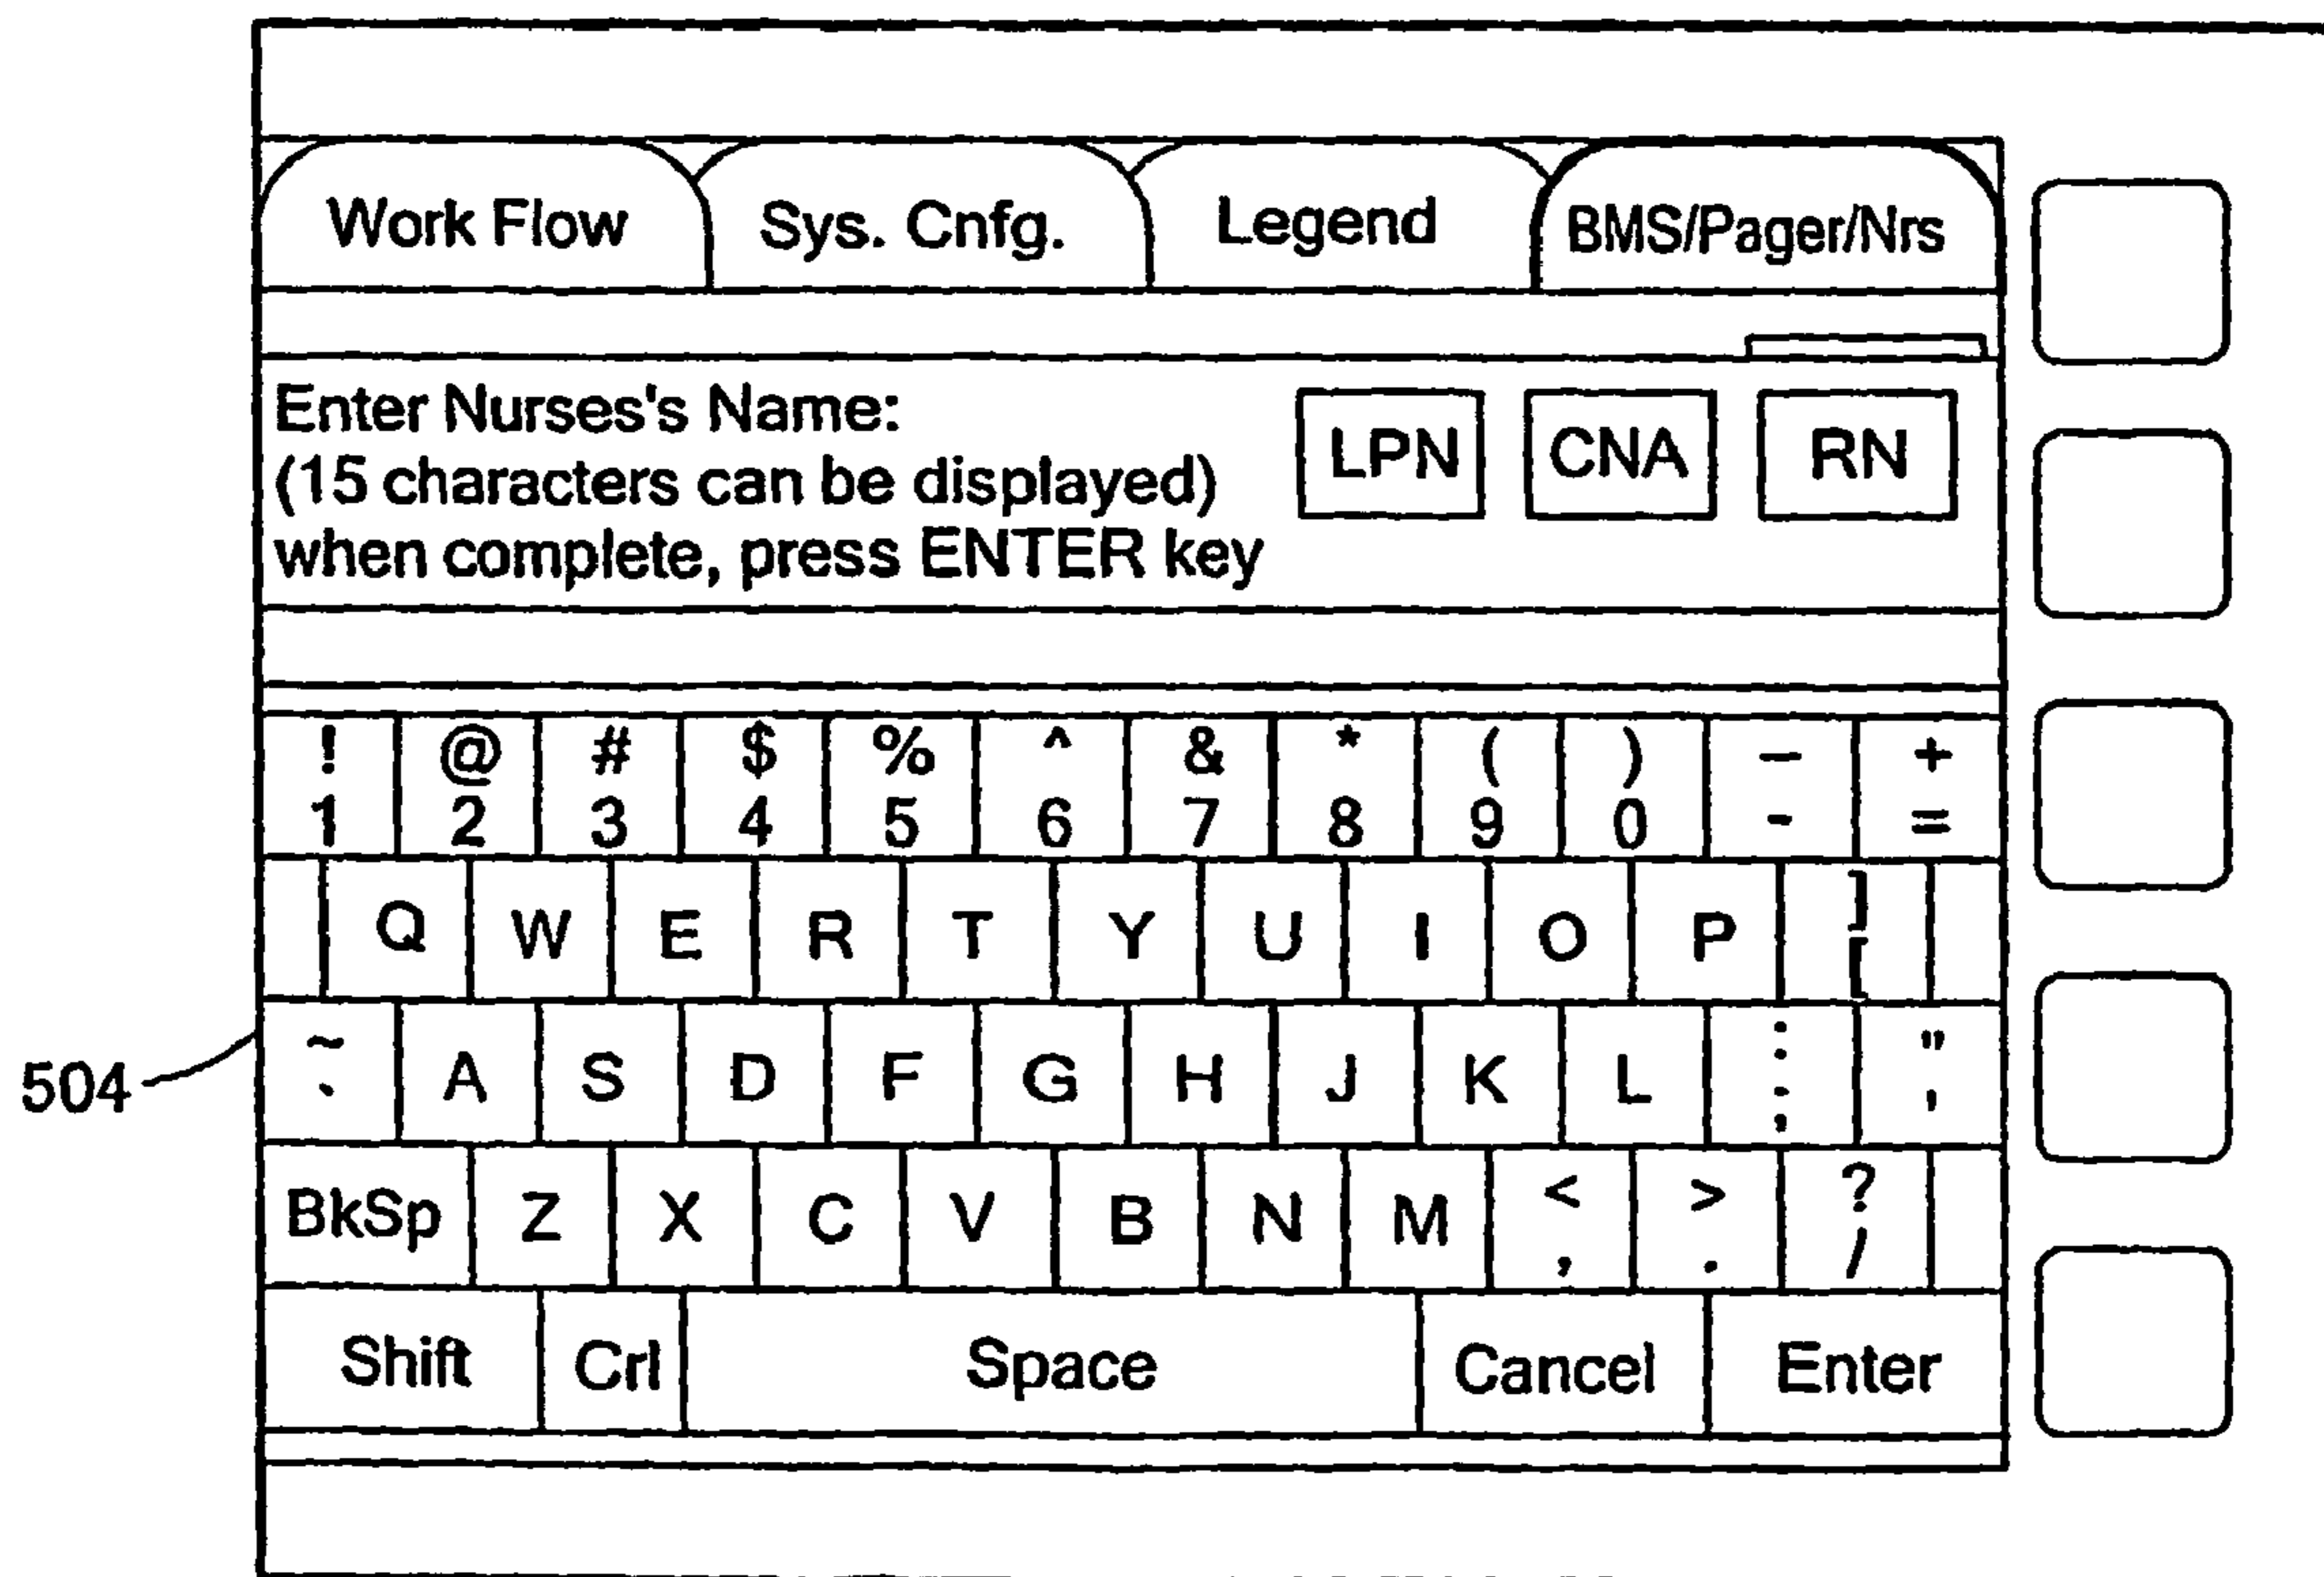 Work Flow Sys. Cnfg. Legend BMS/Pager/Nrs
Enter Nurses's Name:
(15 characters can be displayed)
when complete, press ENTER key
LPN CNA RN
! @ # $ % ^ & * ( ) – +
1 2 3 4 5 6 7 8 9 0 - =
Q W E R T Y U I O P ] [
~ A S D F G H J K L : "
` ; '
504
BkSp Z X C V B N M < > ?
, . /
Shift Crl Space Cancel Enter